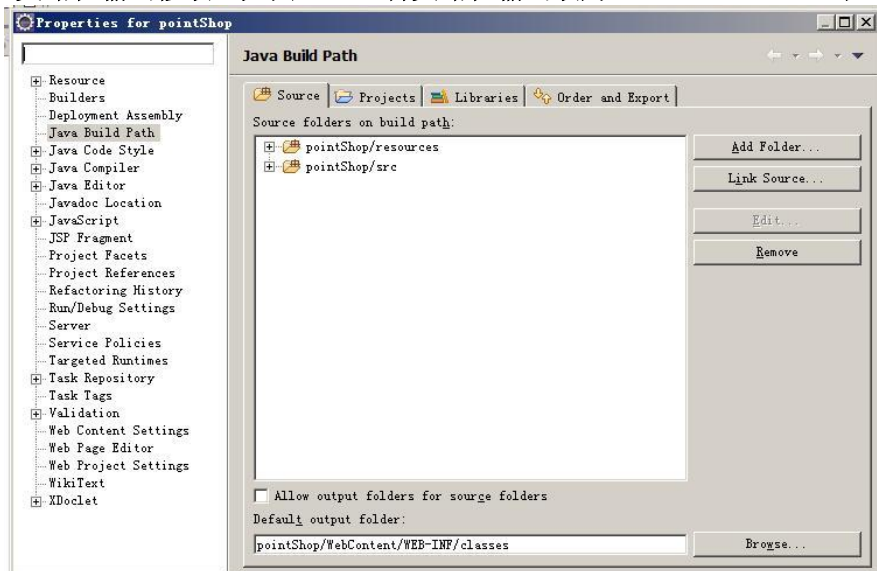 Properties for pointShop
Java Build Path
Resource
Builders
Deployment Assembly
Java Build Path
Java Code Style
Java Compiler
Java Editor
Javadoc Location
JavaScript
JSP Fragment
Project Facets
Project References
Refactoring History
Run/Debug Settings
Server
Service Policies
Targeted Runtimes
Task Repository
Task Tags
Validation
Web Content Settings
Web Page Editor
Web Project Settings
WikiText
XDoclet
Source Projects Libraries Order and Export
Source folders on build path:
pointShop/resources
pointShop/src
Add Folder...
Link Source...
Edit...
Remove
Allow output folders for source folders
Default output folder:
pointShop/WebContent/WEB-INF/classes
Browse...